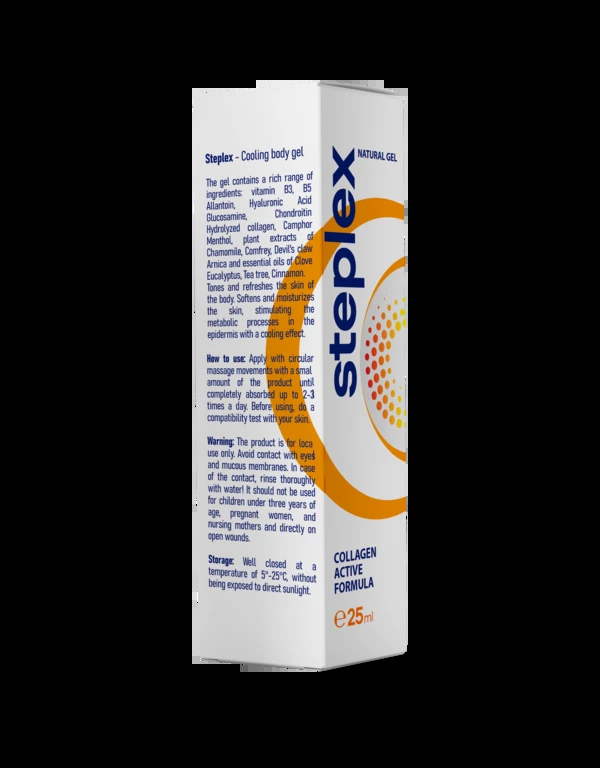 Steplex - Cooling body gel
The gel contains a rich range of
ingredients: vitamin B3, B5
Allantoin, Hyaluronic Acid
Glucosamine, Chondroitin
Hydrolyzed collagen, Camphor
Menthol, plant extracts of
Chamomile, Comfrey, Devil's claw
Arnica and essential oils of Clove
Eucalyptus, Tea tree, Cinnamon.
Tones and refreshes the skin of
the body. Softens and moisturizes
the skin, stimulating the
metabolic processes in the
epidermis with a cooling effect.
How to use: Apply with circular
massage movements with a smal
amount of the product until
completely absorbed up to 2-3
times a day. Before using, do a
compatibility test with your skin.
Warning: The product is for loca
use only. Avoid contact with eyes
and mucous membranes. In case
of the contact, rinse thoroughly
with water! It should not be used
for children under three years of
age, pregnant women, and
nursing mothers and directly on
open wounds.
Storage: Well closed at a
temperature of 5°-25°C, without
being exposed to direct sunlight.
NATURAL GEL
steplex
COLLAGEN
ACTIVE
FORMULA
℮25ml